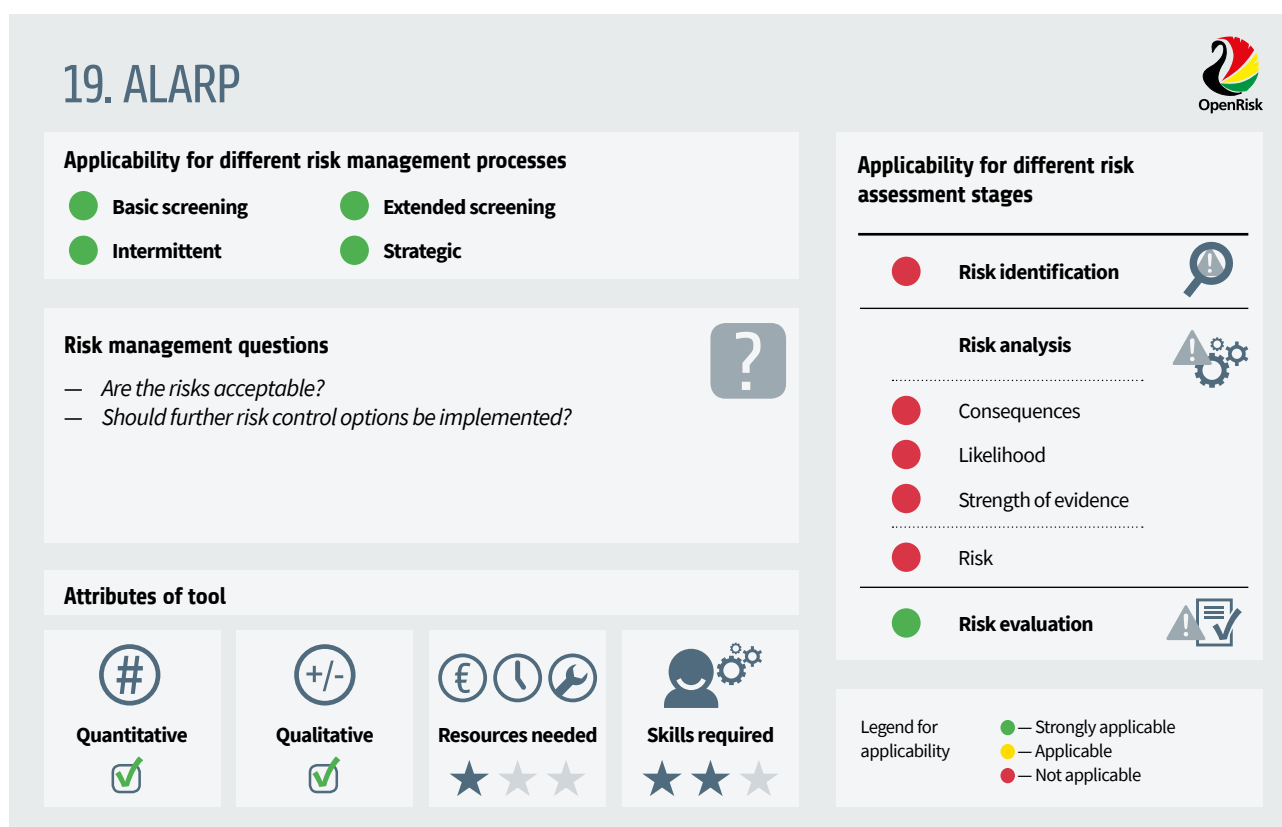 19. ALARP
OpenRisk
Applicability for different risk management processes
Basic screening
Extended screening
Intermittent
Strategic
Risk management questions
?
— Are the risks acceptable?
— Should further risk control options be implemented?
Attributes of tool
#
Quantitative
+/-
Qualitative
€
Resources needed
Skills required
Applicability for different risk
assessment stages
Risk identification
!
Risk analysis
!
Consequences
Likelihood
Strength of evidence
Risk
Risk evaluation
!
Legend for
applicability
— Strongly applicable
— Applicable
— Not applicable